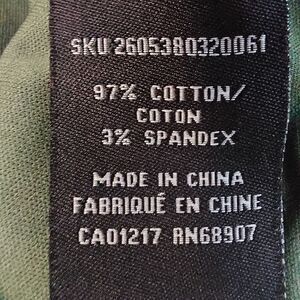 SKU 2605380320061
97% COTTON/
COTON
3% SPANDEX
MADE IN CHINA
FABRIQUÉ EN CHINE
CA01217 RN68907